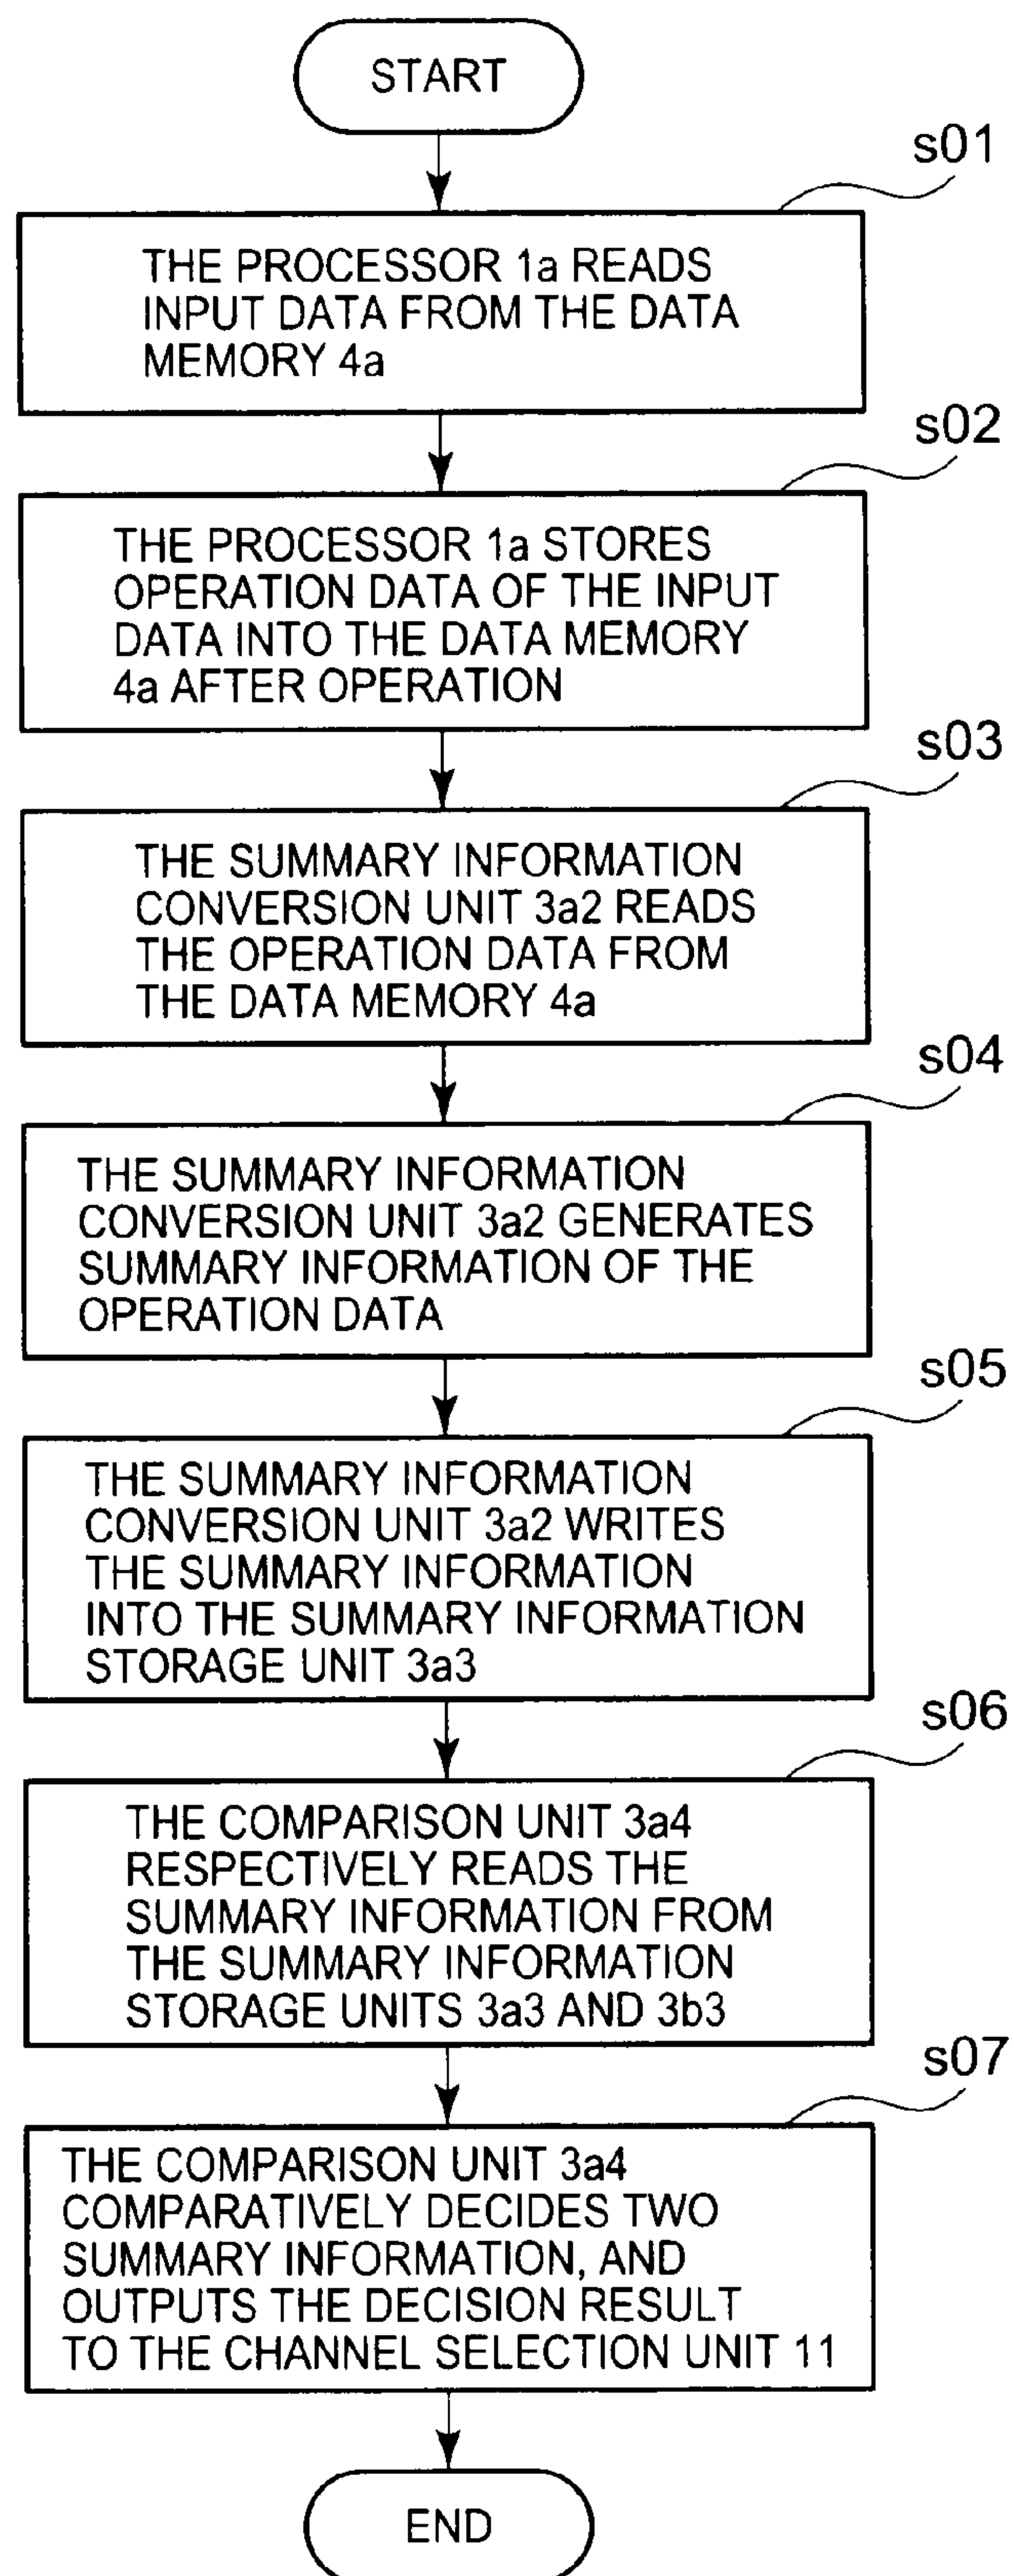 START
s01
THE PROCESSOR 1a READS
INPUT DATA FROM THE DATA
MEMORY 4a
s02
THE PROCESSOR 1a STORES
OPERATION DATA OF THE INPUT
DATA INTO THE DATA MEMORY
4a AFTER OPERATION
s03
THE SUMMARY INFORMATION
CONVERSION UNIT 3a2 READS
THE OPERATION DATA FROM
THE DATA MEMORY 4a
s04
THE SUMMARY INFORMATION
CONVERSION UNIT 3a2 GENERATES
SUMMARY INFORMATION OF THE
OPERATION DATA
s05
THE SUMMARY INFORMATION
CONVERSION UNIT 3a2 WRITES
THE SUMMARY INFORMATION
INTO THE SUMMARY INFORMATION
STORAGE UNIT 3a3
s06
THE COMPARISON UNIT 3a4
RESPECTIVELY READS THE
SUMMARY INFORMATION FROM
THE SUMMARY INFORMATION
STORAGE UNITS 3a3 AND 3b3
s07
THE COMPARISON UNIT 3a4
COMPARATIVELY DECIDES TWO
SUMMARY INFORMATION, AND
OUTPUTS THE DECISION RESULT
TO THE CHANNEL SELECTION UNIT 11
END